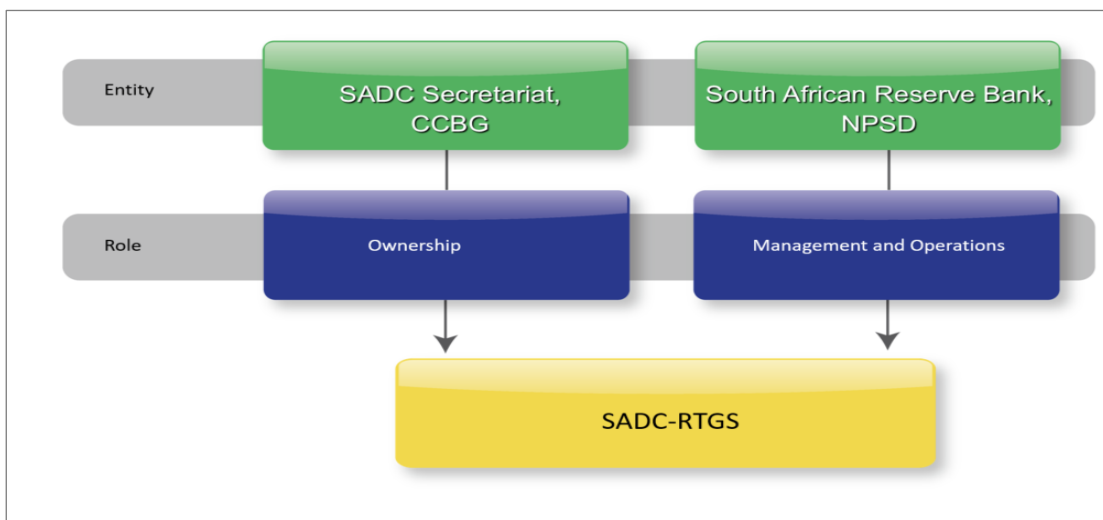 Entity
SADC Secretariat,
CCBG
South African Reserve Bank,
NPSD
Role
Ownership
Management and Operations
SADC-RTGS